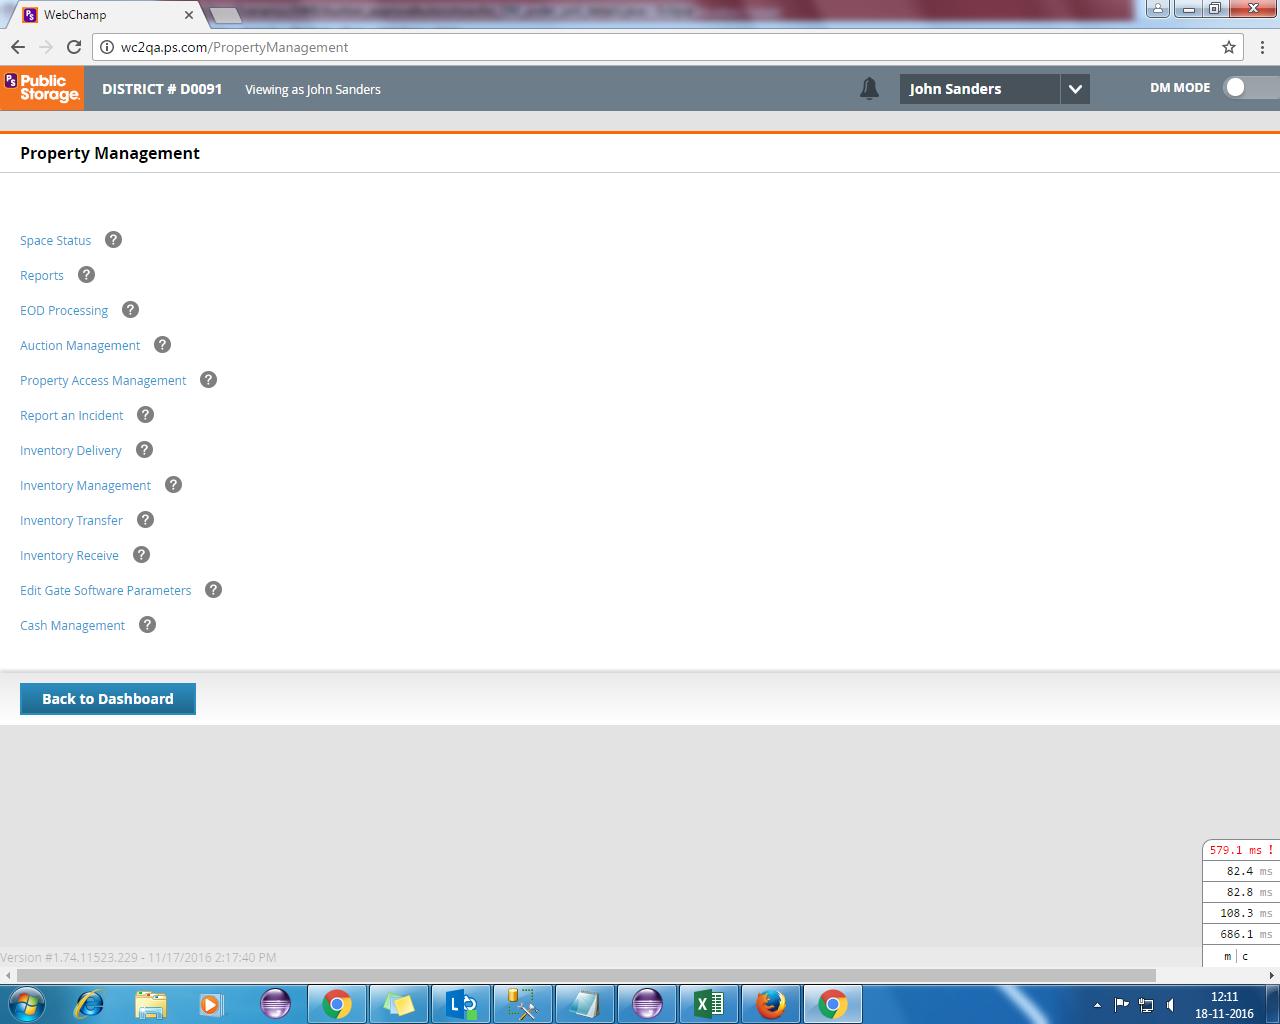 WebChamp
wc2qa.ps.com/PropertyManagement
PS Public Storage. DISTRICT # D0091 Viewing as John Sanders John Sanders DM MODE
Property Management
Space Status ?
Reports ?
EOD Processing ?
Auction Management ?
Property Access Management ?
Report an Incident ?
Inventory Delivery ?
Inventory Management ?
Inventory Transfer ?
Inventory Receive ?
Edit Gate Software Parameters ?
Cash Management ?
Back to Dashboard
579.1 ms !
82.4 ms
82.8 ms
108.3 ms
686.1 ms
m | c
Version #1.74.11523.229 - 11/17/2016 2:17:40 PM
12:11
18-11-2016